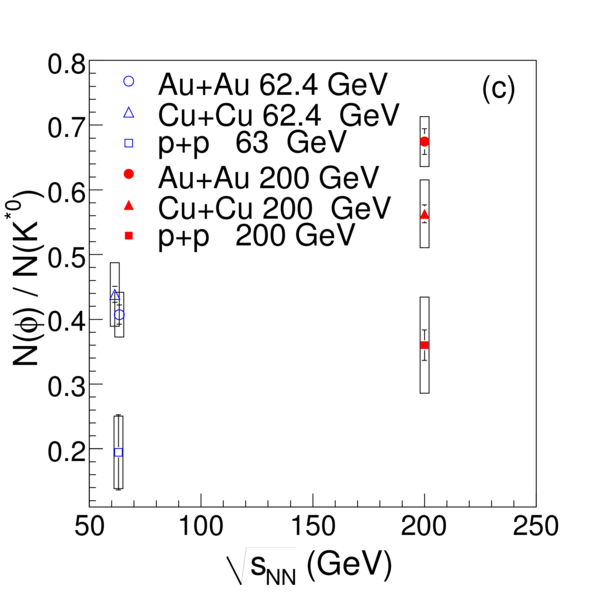 0.8
(c)
Au+Au 62.4 GeV
Cu+Cu 62.4 GeV
p+p 63 GeV
Au+Au 200 GeV
Cu+Cu 200 GeV
p+p 200 GeV
0.7
0.6
0.5
0.4
0.3
0.2
N(ϕ) / N(K*0)
50 100 150 200 250
√sNN (GeV)